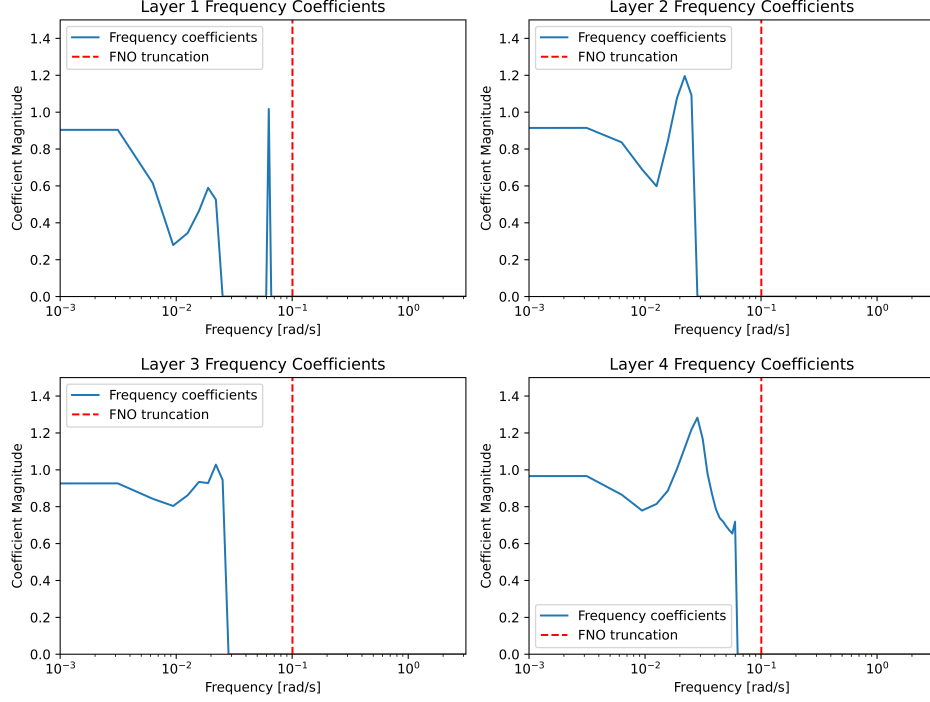 Layer 1 Frequency Coefficients
Coefficient Magnitude
1.4
1.2
1.0
0.8
0.6
0.4
0.2
0.0
Frequency coefficients
FNO truncation
10⁻³
10⁻²
10⁻¹
10⁰
Frequency [rad/s]
Layer 2 Frequency Coefficients
Coefficient Magnitude
1.4
1.2
1.0
0.8
0.6
0.4
0.2
0.0
Frequency coefficients
FNO truncation
10⁻³
10⁻²
10⁻¹
10⁰
Frequency [rad/s]
Layer 3 Frequency Coefficients
Coefficient Magnitude
1.4
1.2
1.0
0.8
0.6
0.4
0.2
0.0
Frequency coefficients
FNO truncation
10⁻³
10⁻²
10⁻¹
10⁰
Frequency [rad/s]
Layer 4 Frequency Coefficients
Coefficient Magnitude
1.4
1.2
1.0
0.8
0.6
0.4
0.2
0.0
Frequency coefficients
FNO truncation
10⁻³
10⁻²
10⁻¹
10⁰
Frequency [rad/s]